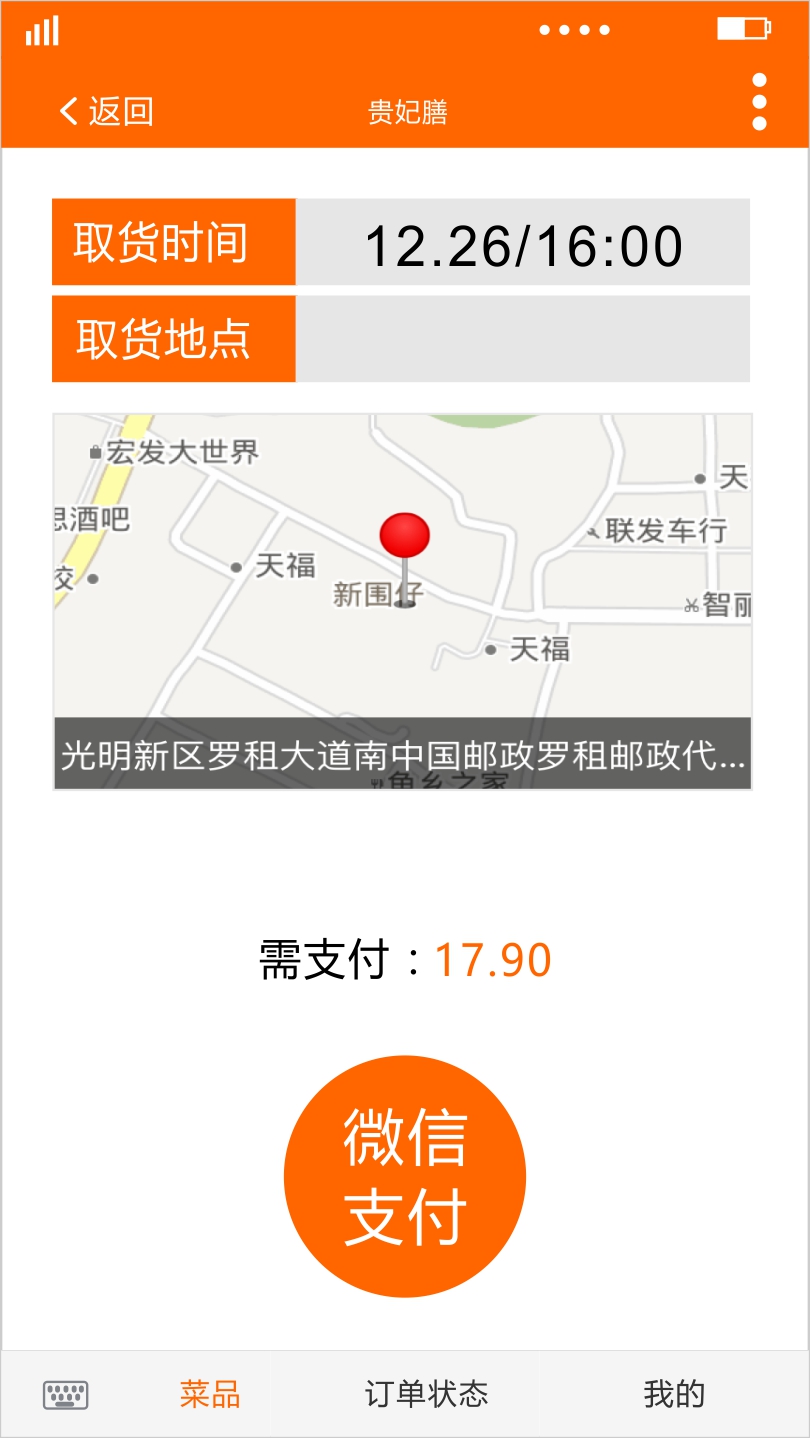 返回
贵妃膳
取货时间
12.26/16:00
取货地点
宏发大世界
天
思酒吧
联发车行
天福
校
新围仔
智丽
天福
光明新区罗租大道南中国邮政罗租邮政代...
鱼乡之家
需支付：17.90
微信
支付
菜品
订单状态
我的